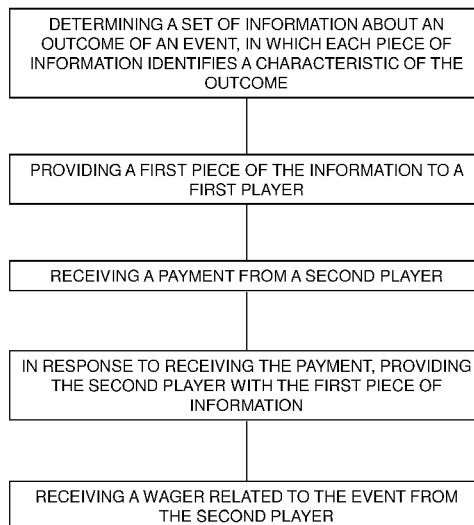 DETERMINING A SET OF INFORMATION ABOUT AN
OUTCOME OF AN EVENT, IN WHICH EACH PIECE OF
INFORMATION IDENTIFIES A CHARACTERISTIC OF THE
OUTCOME
PROVIDING A FIRST PIECE OF THE INFORMATION TO A
FIRST PLAYER
RECEIVING A PAYMENT FROM A SECOND PLAYER
IN RESPONSE TO RECEIVING THE PAYMENT, PROVIDING
THE SECOND PLAYER WITH THE FIRST PIECE OF
INFORMATION
RECEIVING A WAGER RELATED TO THE EVENT FROM
THE SECOND PLAYER